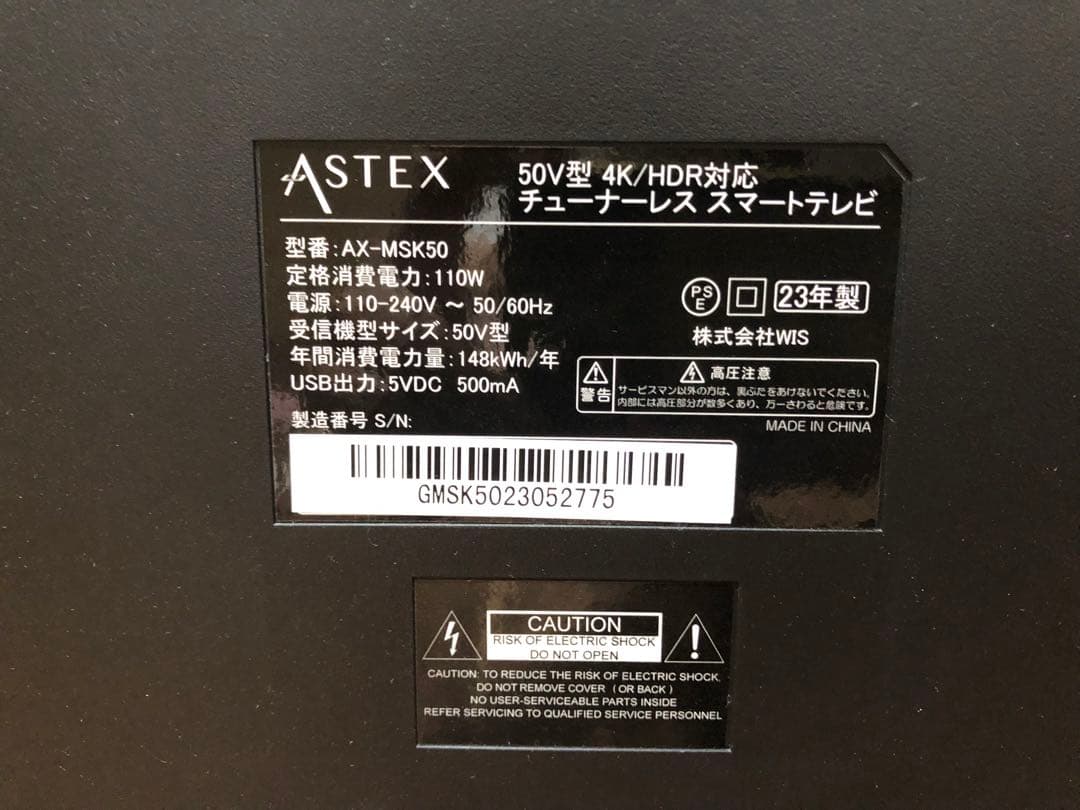 ASTEX
50V型 4K/HDR対応
チューナーレス スマートテレビ
型番:AX-MSK50
定格消費電力:110W
電源:110-240V ～ 50/60Hz
受信機型サイズ:50V型
年間消費電力量:148kWh/年
USB出力:5VDC 500mA
製造番号 S/N:
GMSK5023052775
PS
E
23年製
株式会社WIS
警告
高圧注意
サービスマン以外の方は、裏ぶたをあけないでください。
内部には高圧部分が数多くあり、万一さわると危険です。
MADE IN CHINA
CAUTION
RISK OF ELECTRIC SHOCK
DO NOT OPEN
CAUTION: TO REDUCE THE RISK OF ELECTRIC SHOCK,
DO NOT REMOVE COVER (OR BACK)
NO USER-SERVICEABLE PARTS INSIDE
REFER SERVICING TO QUALIFIED SERVICE PERSONNEL